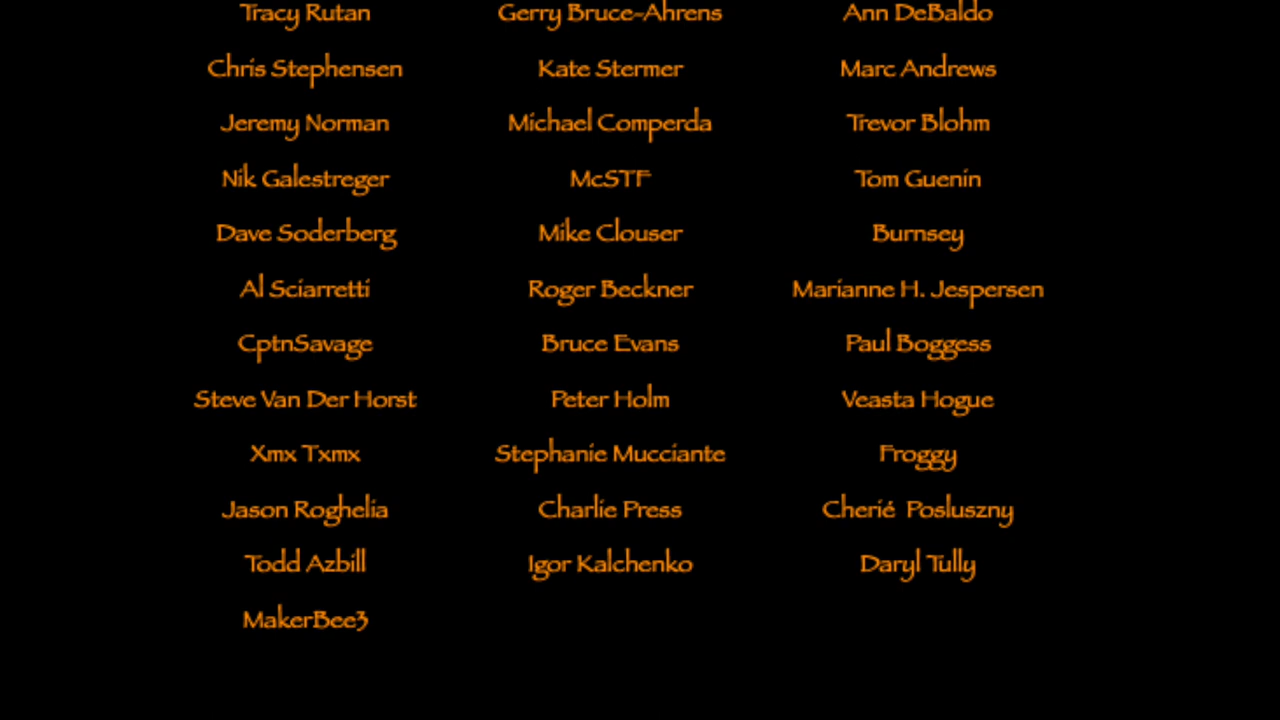 Tracy Rutan Gerry Bruce-Ahrens Ann DeBaldo
Chris Stephensen Kate Stermer Marc Andrews
Jeremy Norman Michael Comperda Trevor Blohm
Nik Galestreger McSTF Tom Guenin
Dave Soderberg Mike Clouser Burnsey
Al Sciarretti Roger Beckner Marianne H. Jespersen
CptnSavage Bruce Evans Paul Boggess
Steve Van Der Horst Peter Holm Veasta Hogue
Xmx Txmx Stephanie Mucciante Froggy
Jason Roghelia Charlie Press Cherié Posluszny
Todd Azbill Igor Kalchenko Daryl Tully
MakerBee3